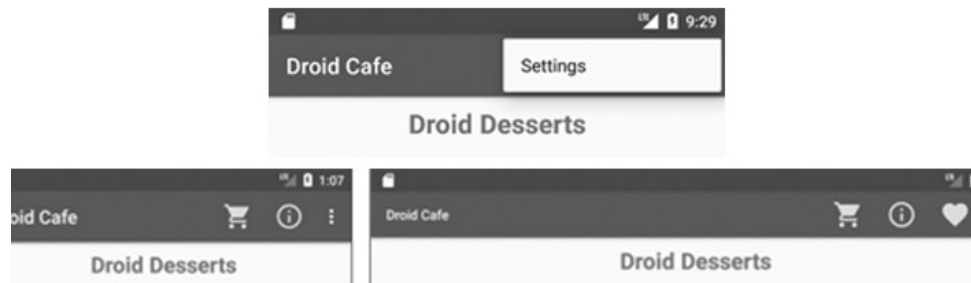 9:29
Droid Cafe
Settings
Droid Desserts
1:07
oid Cafe
Droid Desserts
Droid Cafe
Droid Desserts